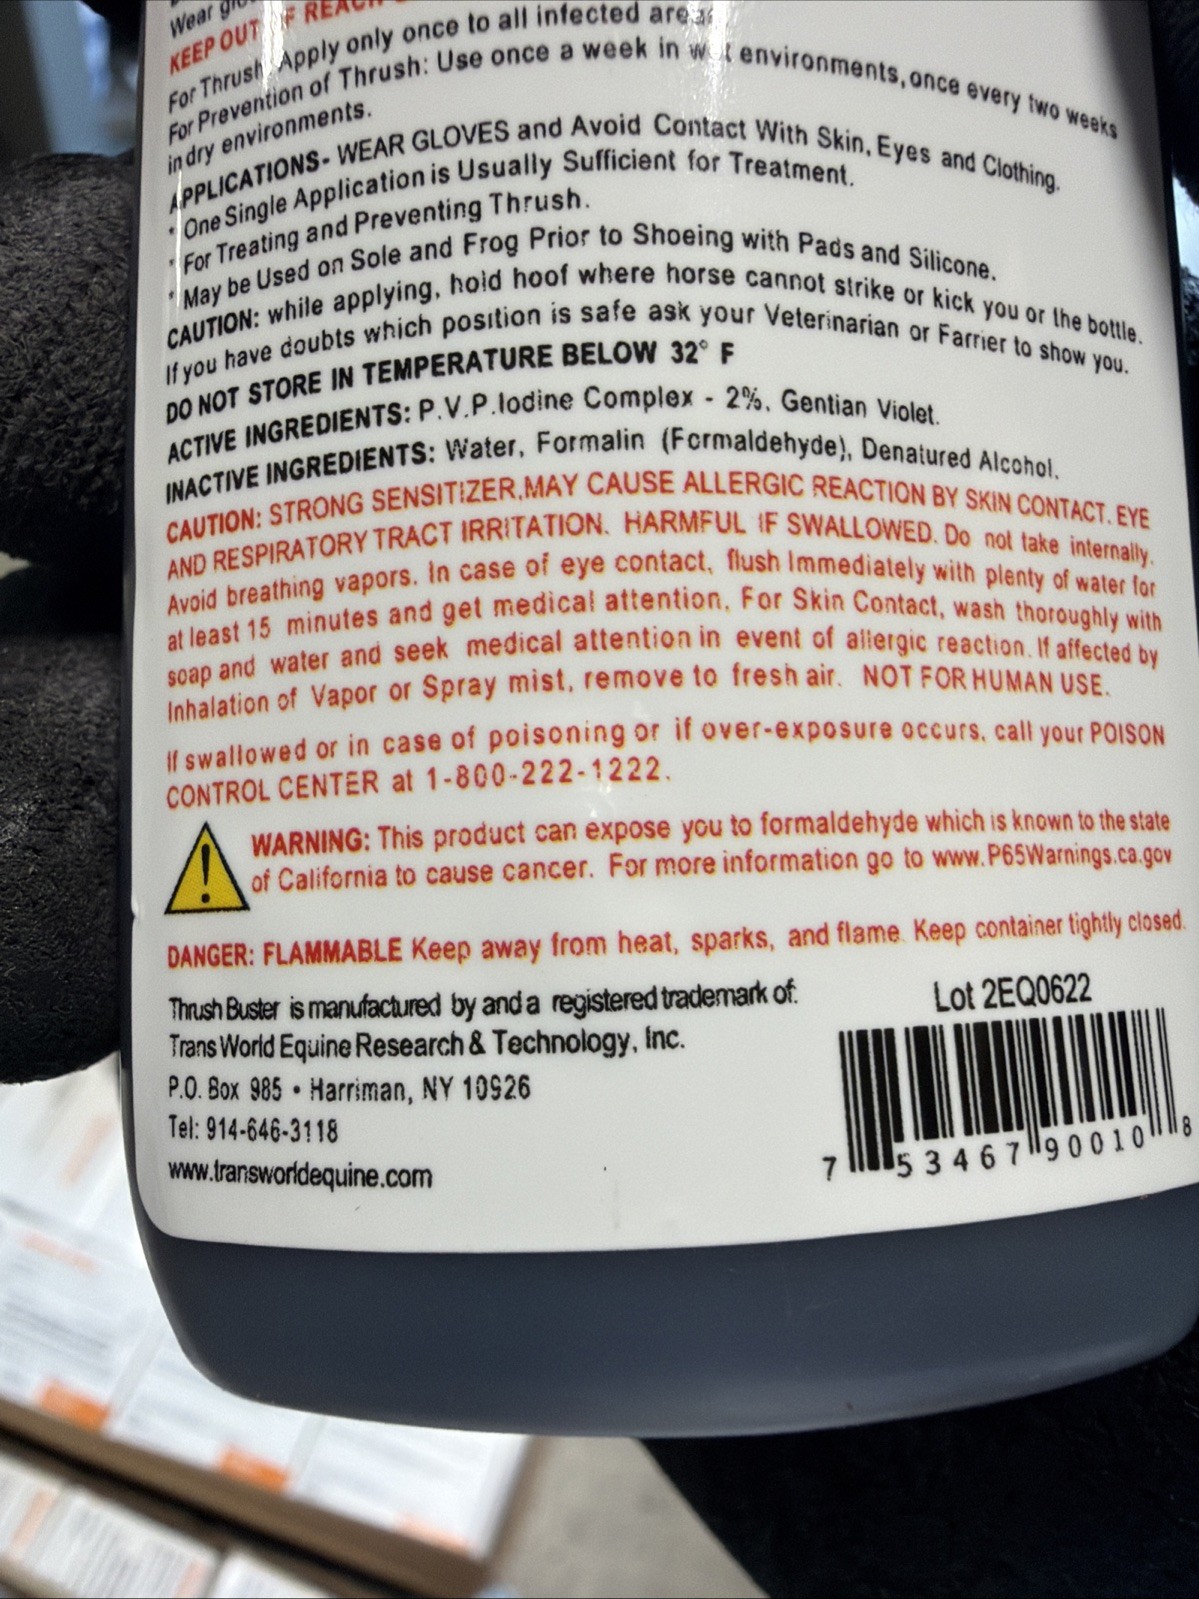 Wear
KEEP OUT OF REACH
For Thrush: Apply only once to all infected areas
For Prevention of Thrush: Use once a week in wet environments, once every two weeks
in dry environments.
APPLICATIONS- WEAR GLOVES and Avoid Contact With Skin, Eyes and Clothing.
* One Single Application is Usually Sufficient for Treatment.
* For Treating and Preventing Thrush.
* May be Used on Sole and Frog Prior to Shoeing with Pads and Silicone.
CAUTION: while applying, hold hoof where horse cannot strike or kick you or the bottle.
If you have doubts which position is safe ask your Veterinarian or Farrier to show you.
DO NOT STORE IN TEMPERATURE BELOW 32° F
ACTIVE INGREDIENTS: P.V.P.Iodine Complex - 2%, Gentian Violet.
INACTIVE INGREDIENTS: Water, Formalin (Formaldehyde), Denatured Alcohol.
CAUTION: STRONG SENSITIZER,MAY CAUSE ALLERGIC REACTION BY SKIN CONTACT. EYE
AND RESPIRATORY TRACT IRRITATION. HARMFUL IF SWALLOWED. Do not take internally.
Avoid breathing vapors. In case of eye contact, flush Immediately with plenty of water for
at least 15 minutes and get medical attention. For Skin Contact, wash thoroughly with
soap and water and seek medical attention in event of allergic reaction. If affected by
Inhalation of Vapor or Spray mist, remove to fresh air. NOT FOR HUMAN USE.
If swallowed or in case of poisoning or if over-exposure occurs, call your POISON
CONTROL CENTER at 1-800-222-1222.
WARNING: This product can expose you to formaldehyde which is known to the state
of California to cause cancer. For more information go to www.P65Warnings.ca.gov
DANGER: FLAMMABLE Keep away from heat, sparks, and flame. Keep container tightly closed.
Thrush Buster is manufactured by and a registered trademark of:
Trans World Equine Research & Technology, Inc.
P.O. Box 985 • Harriman, NY 10926
Tel: 914-646-3118
www.transworldequine.com
Lot 2EQ0622
7 53467 90010 8